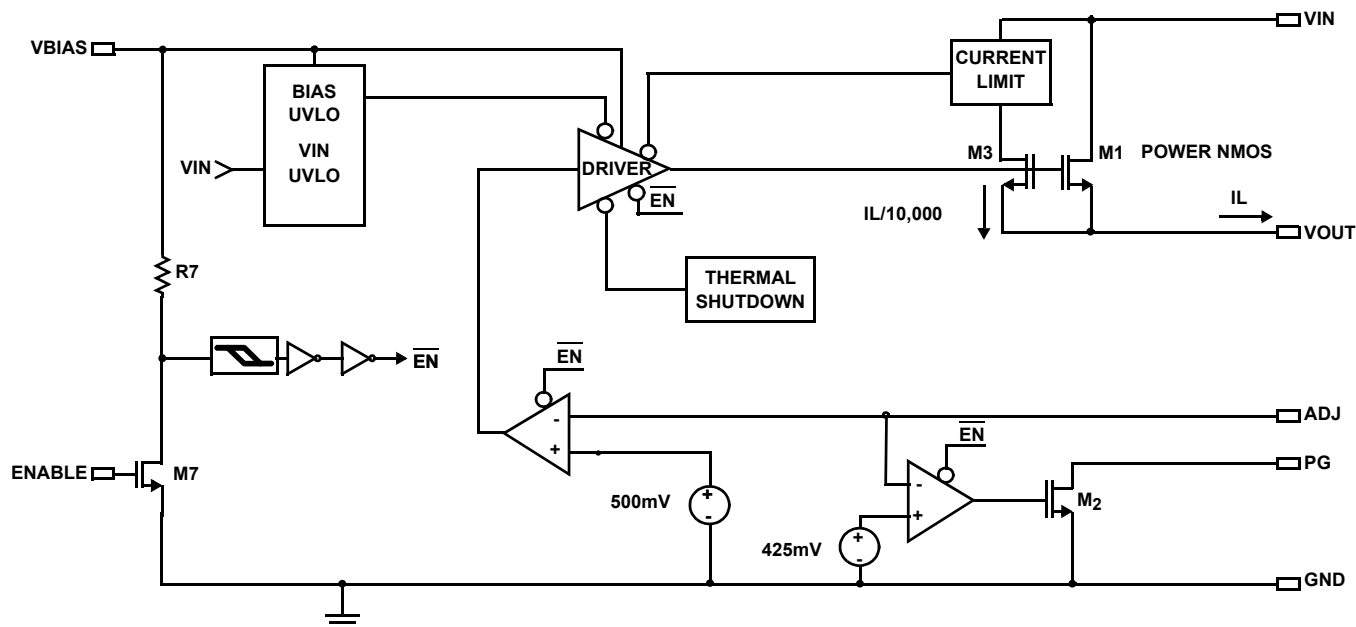 VIN
VBIAS
CURRENT
LIMIT
BIAS
UVLO
VIN
UVLO
VIN
DRIVER
EN
M3
M1
POWER NMOS
IL/10,000
IL
VOUT
THERMAL
SHUTDOWN
R7
EN
EN
-
+
ADJ
EN
PG
ENABLE
M7
500mV
+
-
-
+
M2
425mV
+
-
GND